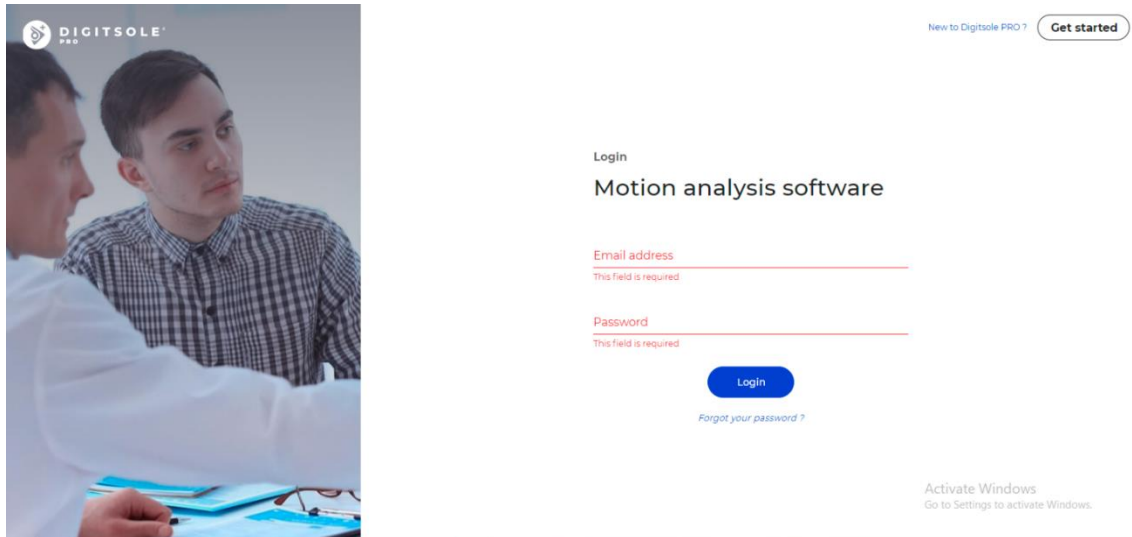 DIGITSOLE
PRO
New to Digitsole PRO ?
Get started
Login
Motion analysis software
Email address
This field is required
Password
This field is required
Login
Forgot your password ?
Activate Windows
Go to Settings to activate Windows.